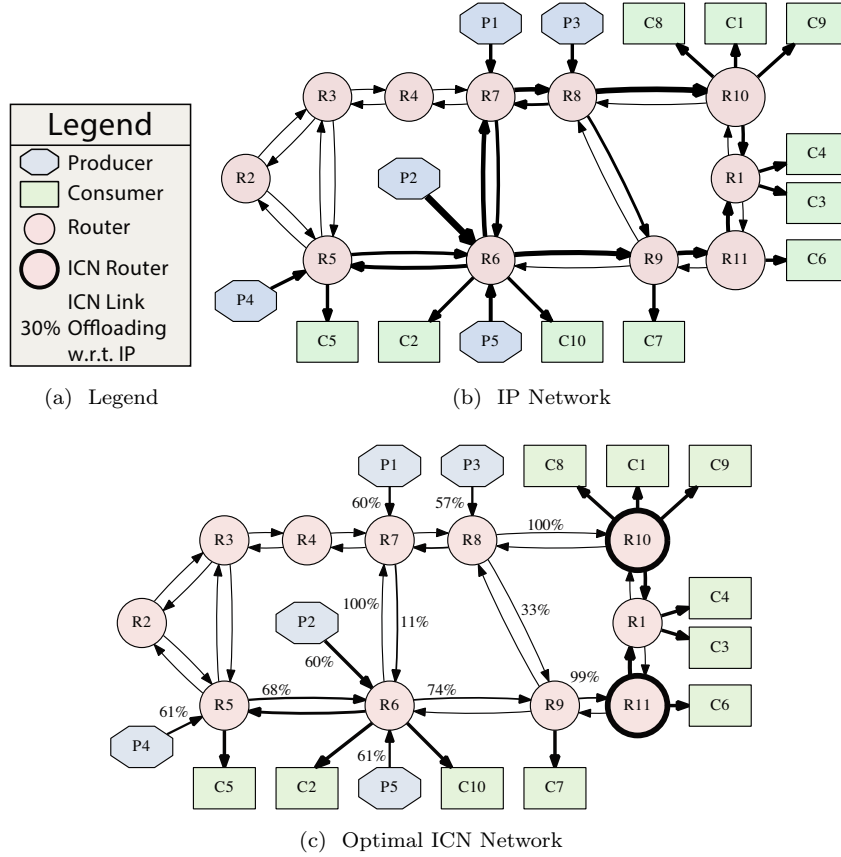 P1
P3
C8
C1
C9
R3
R4
R7
R8
R10
Legend
Producer
Consumer
Router
ICN Router
ICN Link
30% Offloading
w.r.t. IP
R2
P2
R1
C4
C3
R5
R6
R9
R11
C6
P4
C5
C2
P5
C10
C7
(a) Legend
(b) IP Network
P1
P3
C8
C1
C9
60%
57%
R3
R4
R7
R8
100%
R10
R2
P2
100%
11%
33%
R1
C4
C3
60%
R5
68%
R6
74%
R9
99%
R11
C6
61%
P4
61%
C5
C2
P5
C10
C7
(c) Optimal ICN Network